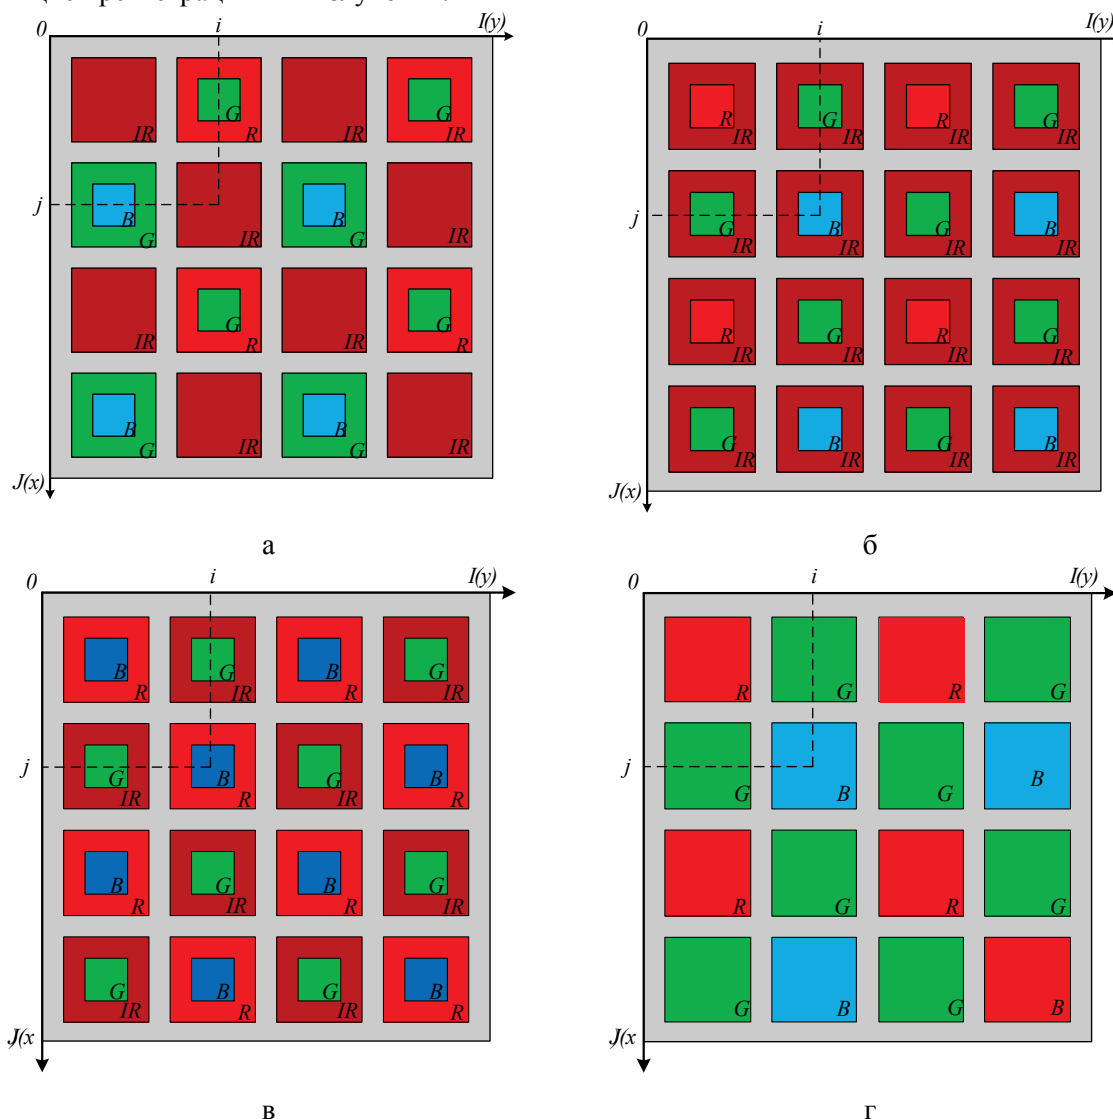 0 i I(y)
IR G R IR G IR
j B G IR B G IR
IR G R IR G R
B G IR B G IR
J(x)
а
0 i I(y)
R IR G IR R IR G IR
j G IR B IR G IR B IR
R IR G IR R IR G IR
G IR B IR G IR B IR
J(x)
б
0 i I(y)
B R G IR B R G IR
j G IR B R G IR B R
B R G IR B R G IR
G IR B R G IR B R
J(x
в
0 i I(y)
R G R G
j G B G B
R G R G
G B G B
J(x
г